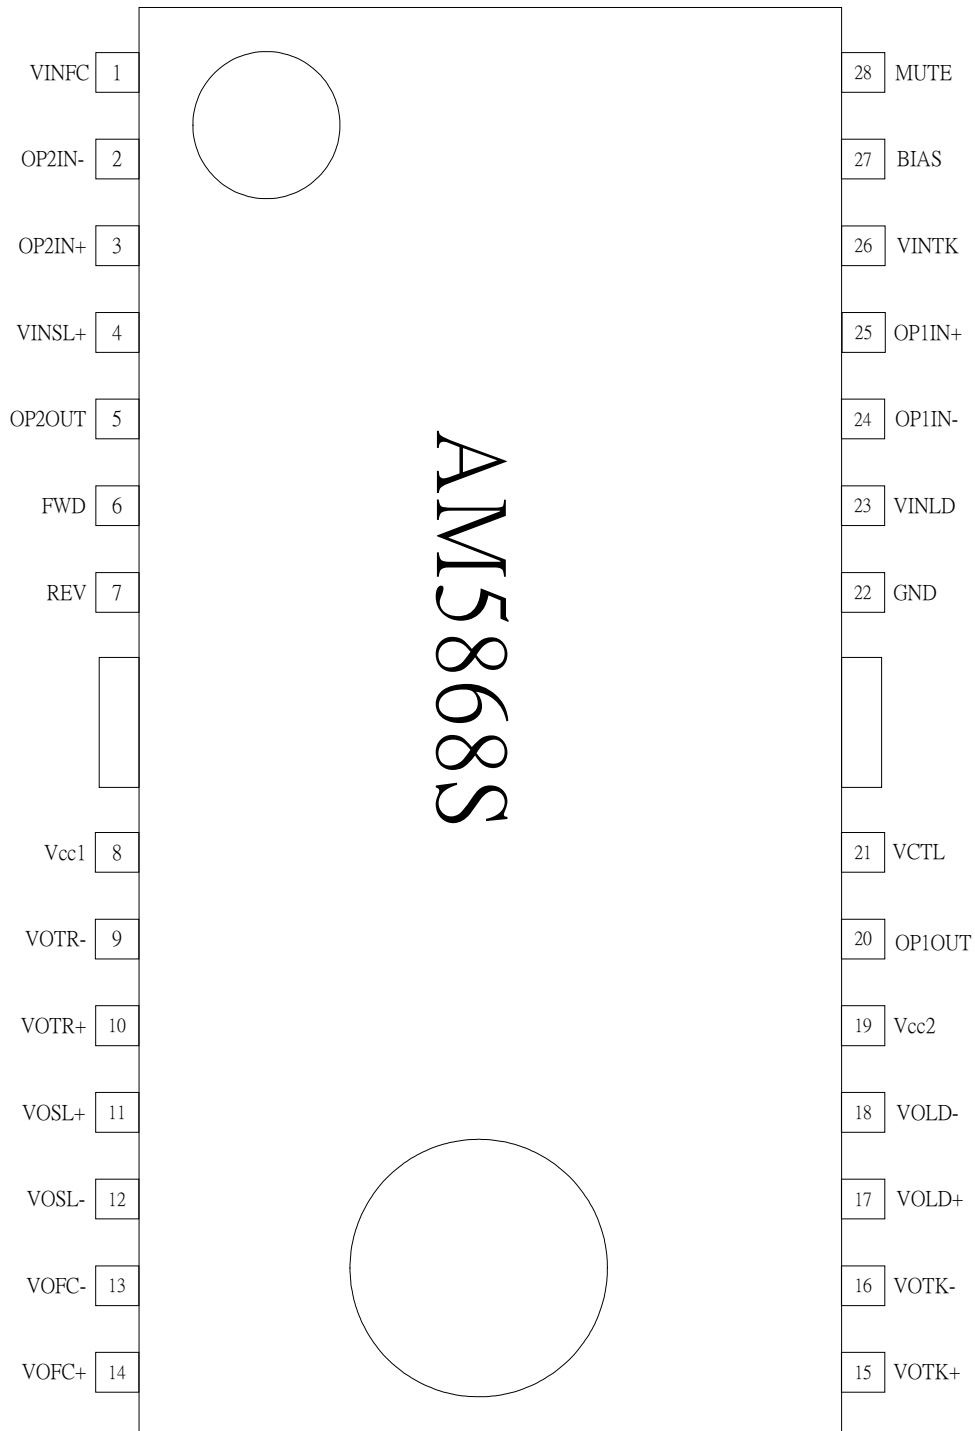 VINFC 1
OP2IN- 2
OP2IN+ 3
VINSL+ 4
OP2OUT 5
FWD 6
REV 7
Vcc1 8
VOTR- 9
VOTR+ 10
VOSL+ 11
VOSL- 12
VOFC- 13
VOFC+ 14
AM5868S
28 MUTE
27 BIAS
26 VINTK
25 OP1IN+
24 OP1IN-
23 VINLD
22 GND
21 VCTL
20 OP1OUT
19 Vcc2
18 VOLD-
17 VOLD+
16 VOTK-
15 VOTK+